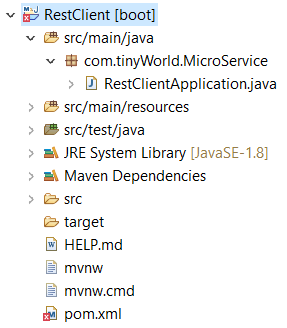 RestClient [boot]
src/main/java
com.tinyWorld.MicroService
RestClientApplication.java
src/main/resources
src/test/java
JRE System Library [JavaSE-1.8]
Maven Dependencies
src
target
HELP.md
mvnw
mvnw.cmd
pom.xml